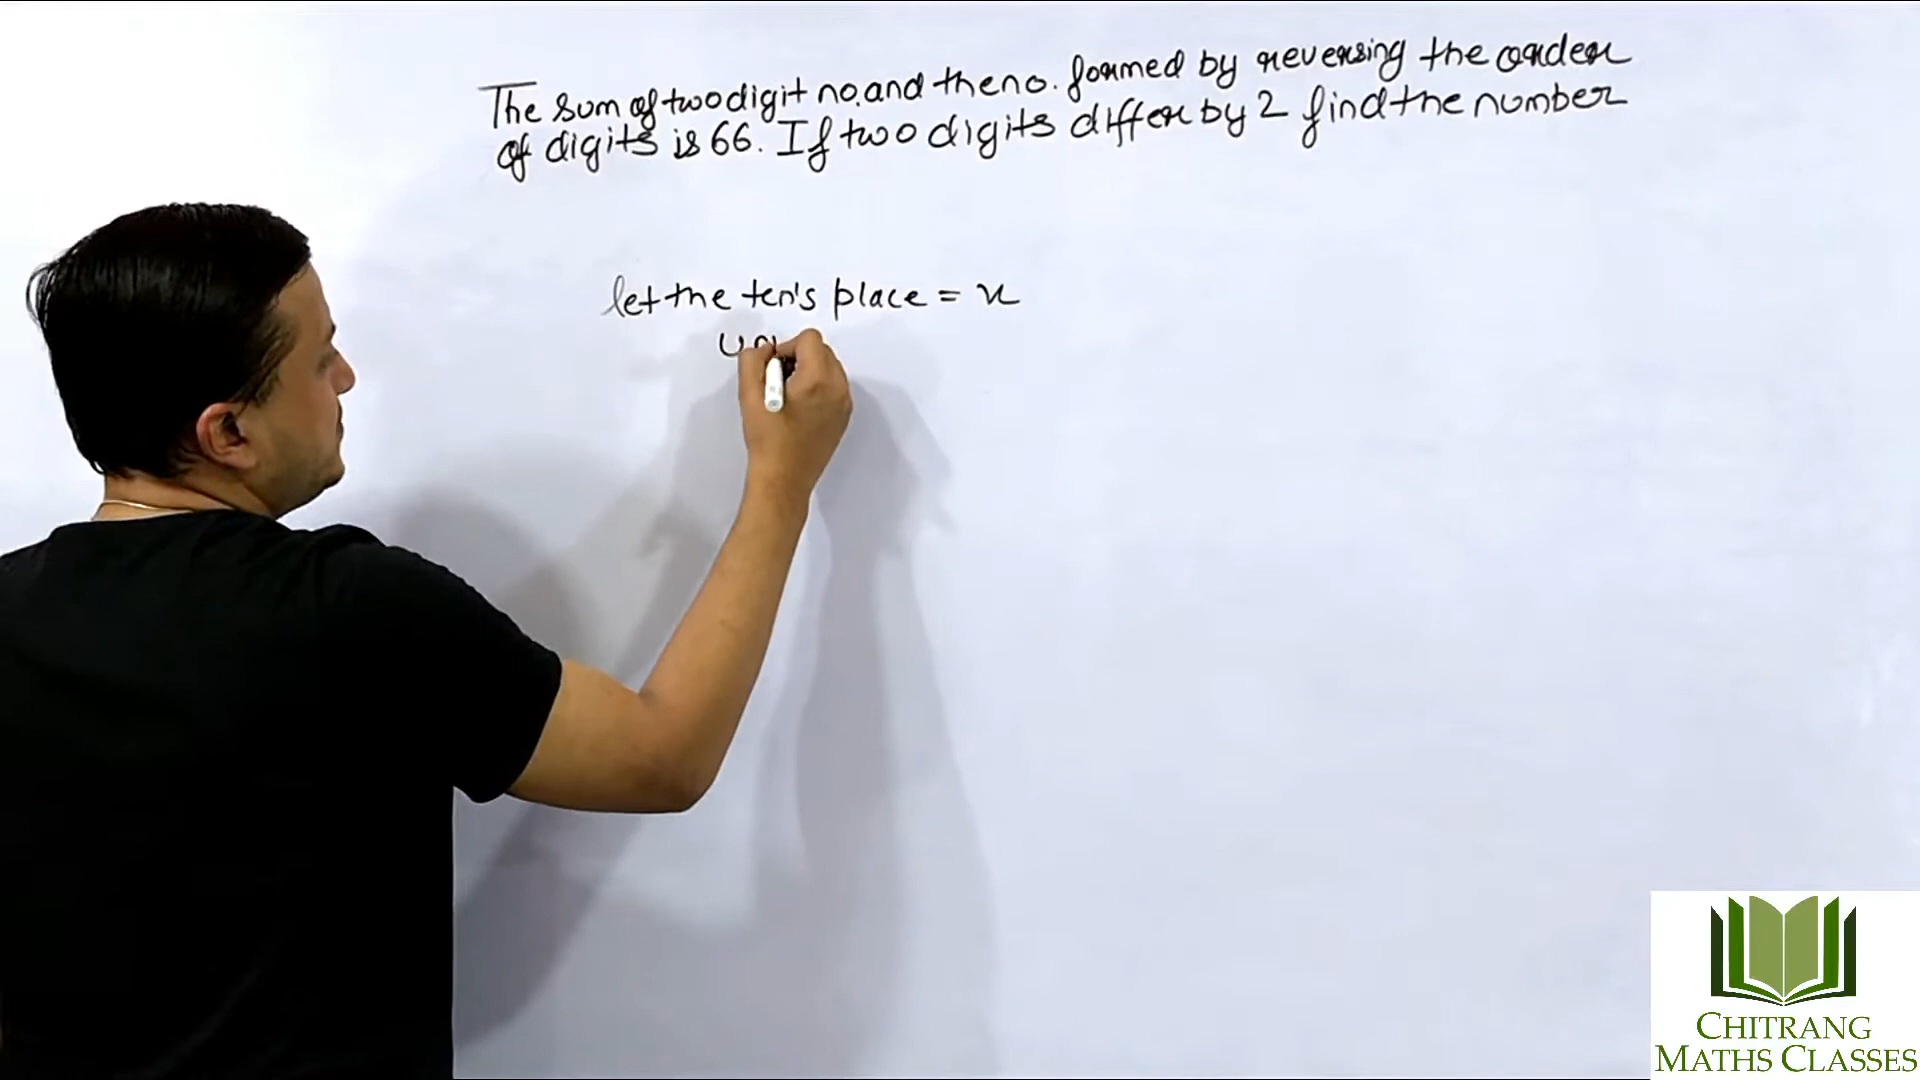 The sum of two digit no. and the no. formed by reversing the order
of digits is 66. If two digits differ by 2 find the number
let the ten's place = x
un
CHITRANG
MATHS CLASSES